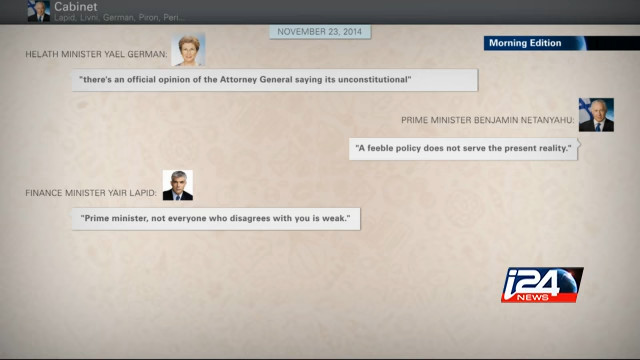 Cabinet
Lapid, Livni, German, Piron, Peri...
NOVEMBER 23, 2014
Morning Edition
HELATH MINISTER YAEL GERMAN:
"there's an official opinion of the Attorney General saying its unconstitutional"
PRIME MINISTER BENJAMIN NETANYAHU:
"A feeble policy does not serve the present reality."
FINANCE MINISTER YAIR LAPID:
"Prime minister, not everyone who disagrees with you is weak."
i24
NEWS